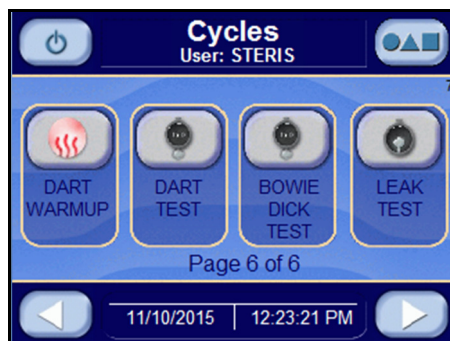 Cycles
User: STERIS
7
DART
WARMUP
DART
TEST
BOWIE
DICK
TEST
LEAK
TEST
Page 6 of 6
11/10/2015
12:23:21 PM